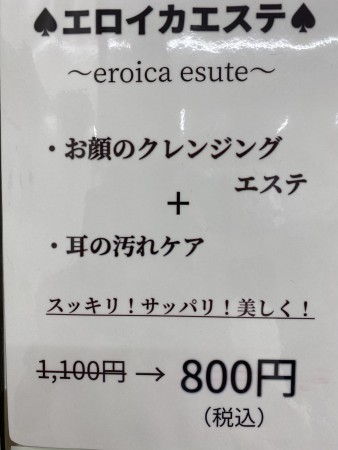 ♠エロイカエステ♠
～eroica esute～
・お顔のクレンジング
エステ
＋
・耳の汚れケア
スッキリ！サッパリ！美しく！
1,100円→800円
（税込）